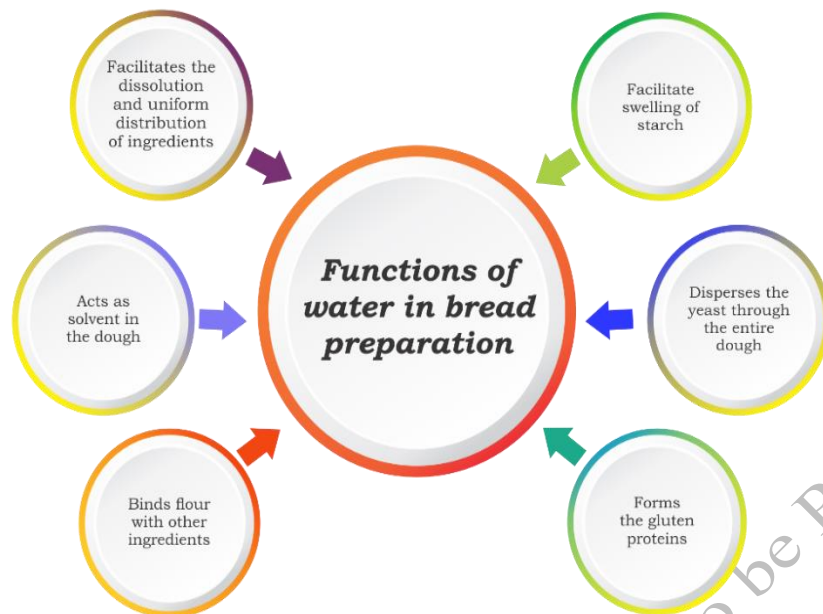 Facilitates the
dissolution
and uniform
distribution
of ingredients
Facilitate
swelling of
starch
Functions of
water in bread
preparation
Acts as
solvent in
the dough
Disperses the
yeast through
the entire
dough
Binds flour
with other
ingredients
Forms
the gluten
proteins
o be